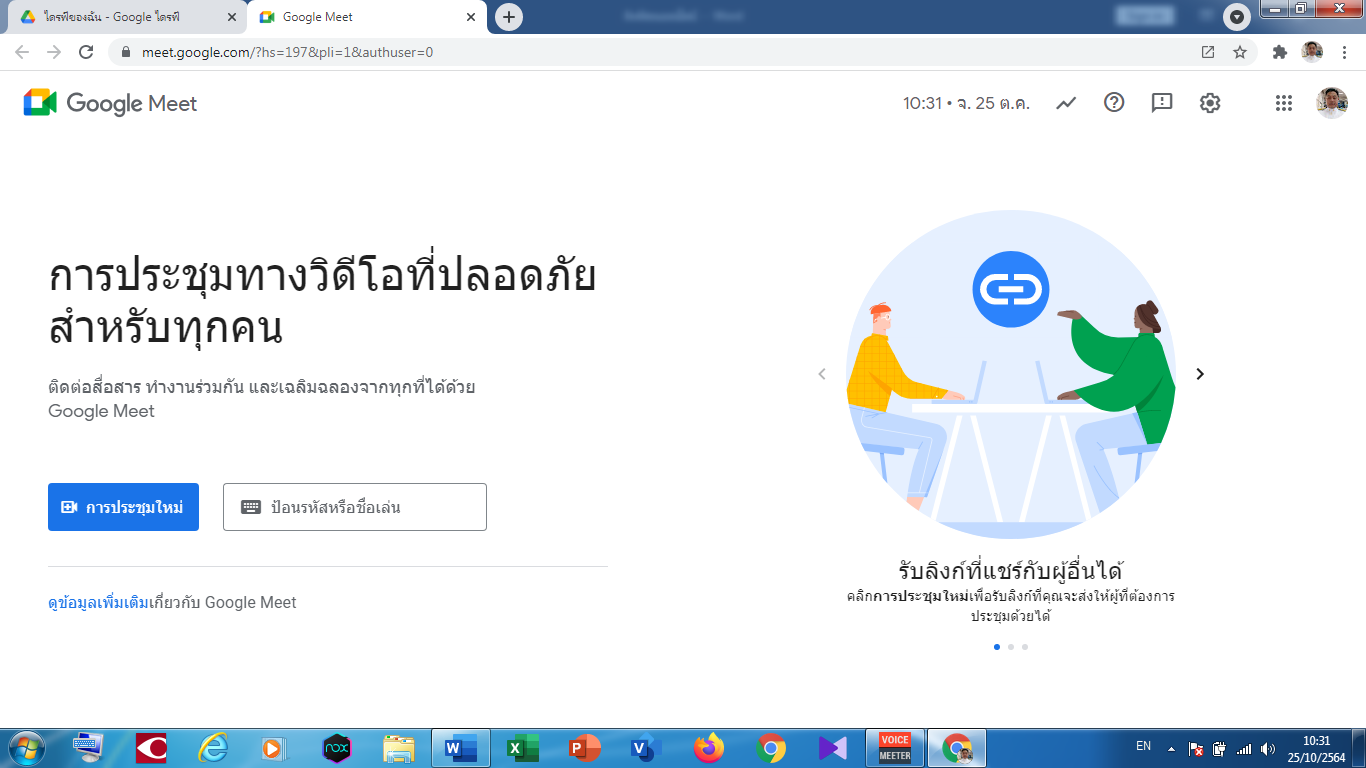 ไดรฟ์ของฉัน - Google ไดรฟ์
Google Meet
meet.google.com/?hs=197&pli=1&authuser=0
Google Meet
10:31 • จ. 25 ต.ค.
การประชุมทางวิดีโอที่ปลอดภัย
สำหรับทุกคน
ติดต่อสื่อสาร ทำงานร่วมกัน และเฉลิมฉลองจากทุกที่ได้ด้วย
Google Meet
การประชุมใหม่
ป้อนรหัสหรือชื่อเล่น
ดูข้อมูลเพิ่มเติมเกี่ยวกับ Google Meet
รับลิงก์ที่แชร์กับผู้อื่นได้
คลิกการประชุมใหม่เพื่อรับลิงก์ที่คุณจะส่งให้ผู้ที่ต้องการ
ประชุมด้วยได้
nox
VOICE
MEETER
EN
10:31
25/10/2564